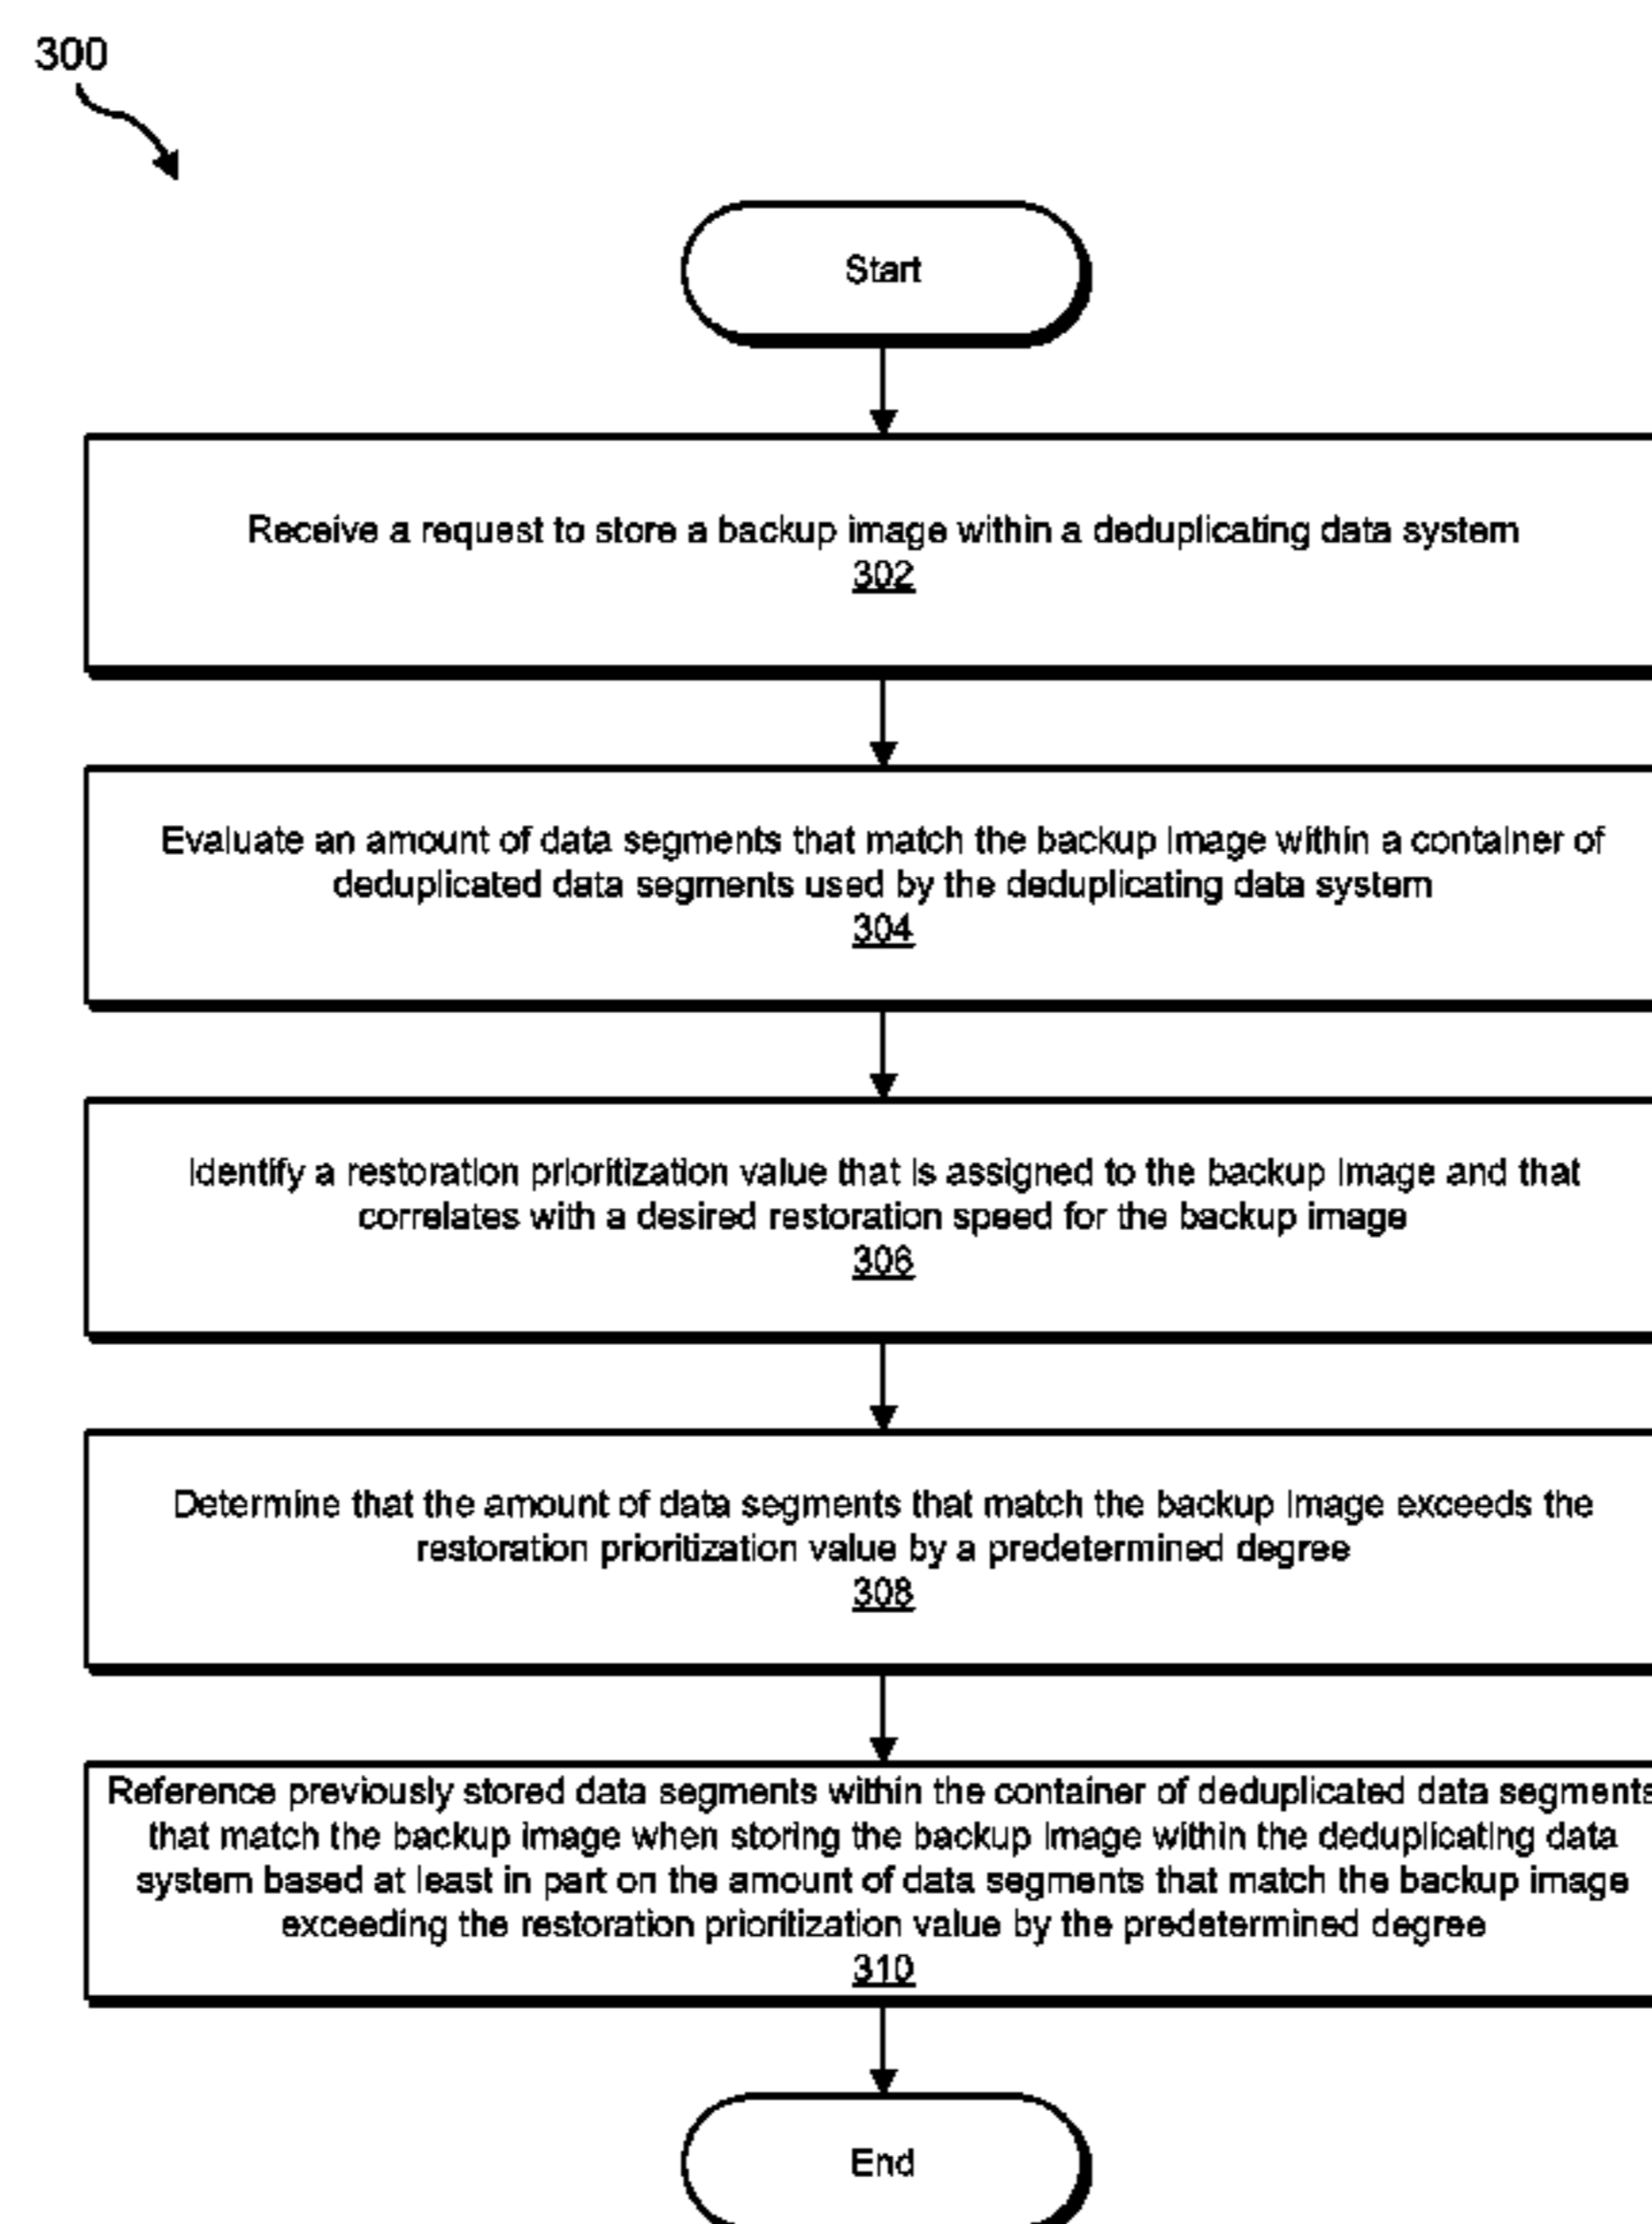 300
Start
Receive a request to store a backup image within a deduplicating data system
302
Evaluate an amount of data segments that match the backup image within a container of
deduplicated data segments used by the deduplicating data system
304
Identify a restoration prioritization value that is assigned to the backup image and that
correlates with a desired restoration speed for the backup image
306
Determine that the amount of data segments that match the backup image exceeds the
restoration prioritization value by a predetermined degree
308
Reference previously stored data segments within the container of deduplicated data segments
that match the backup image when storing the backup image within the deduplicating data
system based at least in part on the amount of data segments that match the backup image
exceeding the restoration prioritization value by the predetermined degree
310
End